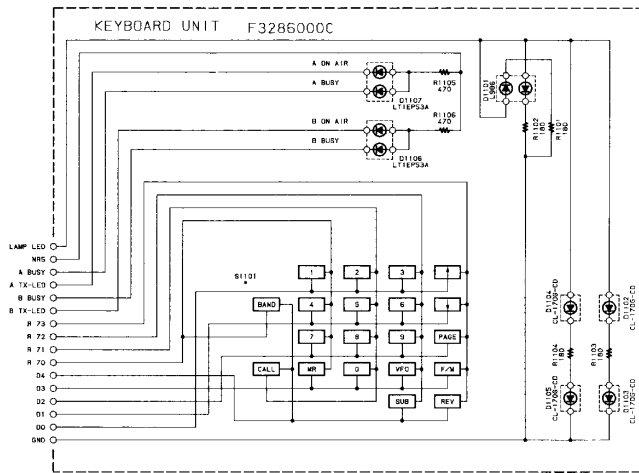 KEYBOARD UNIT F3286000C
A ON AIR
A BUSY
D1107
LT1EP53A
R1105
470
B ON AIR
B BUSY
D1106
LT1EP53A
R1106
470
D1101
L986
R1102
180
R1101
180
LAMP LED
A BUSY
A TX-LED
B BUSY
B TX-LED
R 73
R 72
R 71
R 70
D4
D3
D2
D1
D0
GND
S1101
1 2 3
BAND 4 5 6
7 8 9 PAGE
CALL MR 0 VFO F/M
SUB REV
D1104
CL-170G-CD
D1102
CL-170G-CD
R1104
180
R1103
180
D1105
CL-170G-CD
D1103
CL-170G-CD